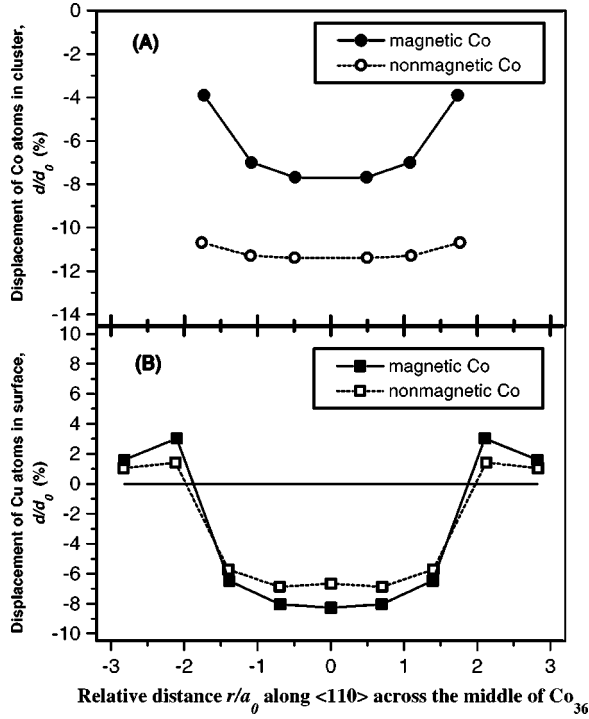 0
-2
-4
-6
-8
-10
-12
-14
Displacement of Co atoms in cluster,
d/d0 (%)
(A)
magnetic Co
nonmagnetic Co
10
8
6
4
2
0
-2
-4
-6
-8
-10
Displacement of Cu atoms in surface,
d/d0 (%)
(B)
magnetic Co
nonmagnetic Co
-3 -2 -1 0 1 2 3
Relative distance r/a0 along <110> across the middle of Co36